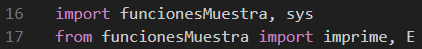 16 import funcionesMuestra, sys
17 from funcionesMuestra import imprime, E